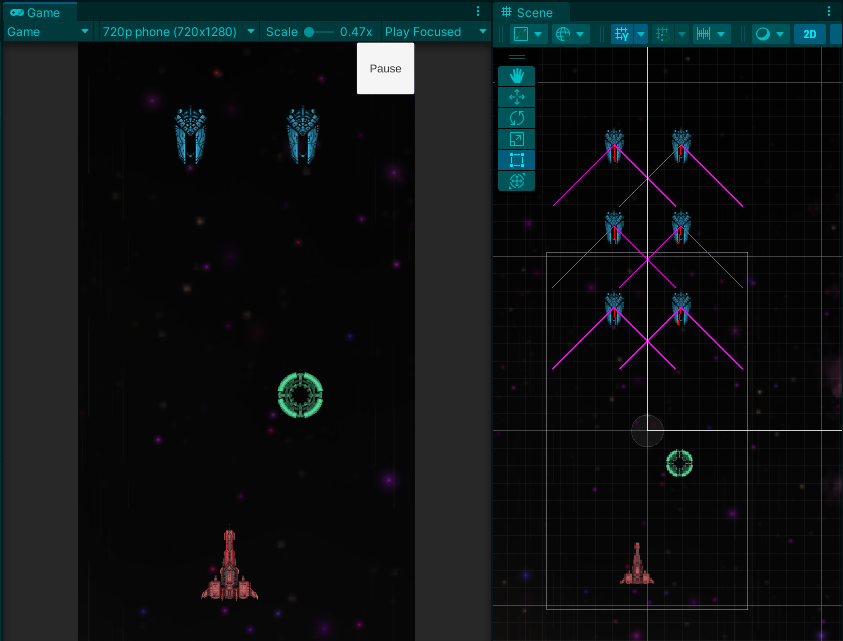 Game
Game
720p phone (720x1280)
Scale
0.47x
Play Focused
Pause
Scene
Y
2D